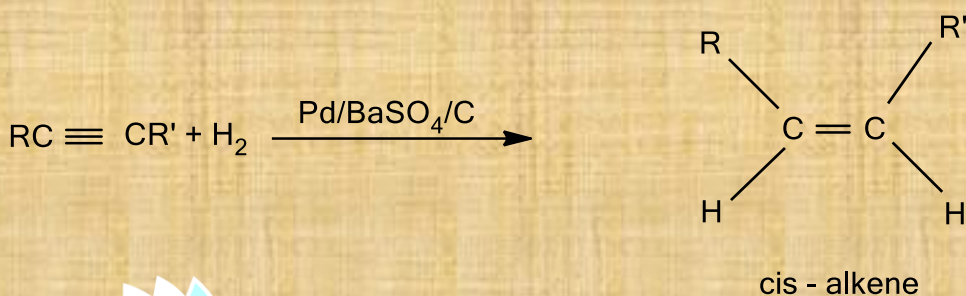 RC ≡ CR' + H₂ Pd/BaSO₄/C R R' C = C H H
cis - alkene